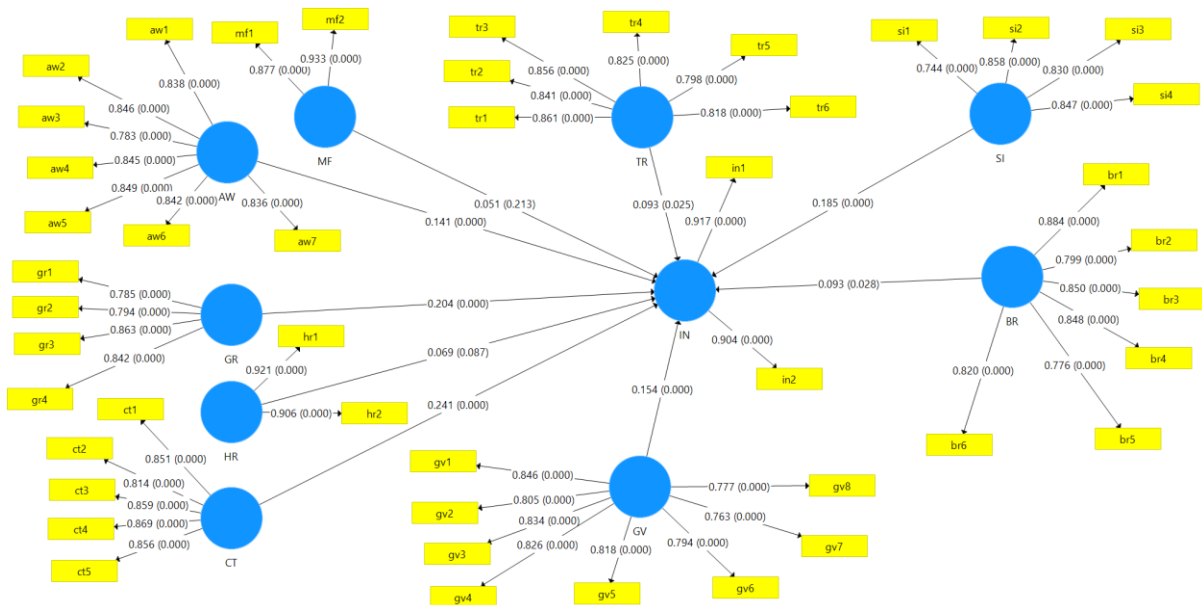 aw1
mf1
mf2
aw2
0.838 (0.000)
0.877 (0.000)
0.933 (0.000)
0.846 (0.000)
aw3
0.783 (0.000)
aw4
0.845 (0.000)
0.849 (0.000)
aw5
0.842 (0.000)
0.836 (0.000)
aw6
aw7
AW
MF
tr3
tr4
tr5
0.856 (0.000)
0.825 (0.000)
0.798 (0.000)
tr2
0.841 (0.000)
tr1
0.861 (0.000)
0.818 (0.000)
tr6
TR
si1
si2
si3
0.744 (0.000)
0.858 (0.000)
0.830 (0.000)
0.847 (0.000)
si4
SI
0.051 (0.213)
0.141 (0.000)
0.093 (0.025)
in1
0.917 (0.000)
0.185 (0.000)
br1
0.884 (0.000)
br2
0.799 (0.000)
0.850 (0.000)
br3
0.848 (0.000)
br4
0.776 (0.000)
br5
0.820 (0.000)
br6
BR
0.093 (0.028)
gr1
0.785 (0.000)
gr2
0.794 (0.000)
0.863 (0.000)
gr3
0.842 (0.000)
gr4
GR
0.204 (0.000)
IN
0.904 (0.000)
in2
hr1
0.921 (0.000)
0.906 (0.000)
hr2
HR
0.069 (0.087)
0.241 (0.000)
0.154 (0.000)
ct1
ct2
0.851 (0.000)
0.814 (0.000)
ct3
0.859 (0.000)
ct4
0.869 (0.000)
0.856 (0.000)
ct5
CT
gv1
0.846 (0.000)
0.777 (0.000)
gv8
gv2
0.805 (0.000)
0.763 (0.000)
gv7
0.834 (0.000)
gv3
0.826 (0.000)
0.818 (0.000)
0.794 (0.000)
gv4
gv5
gv6
GV